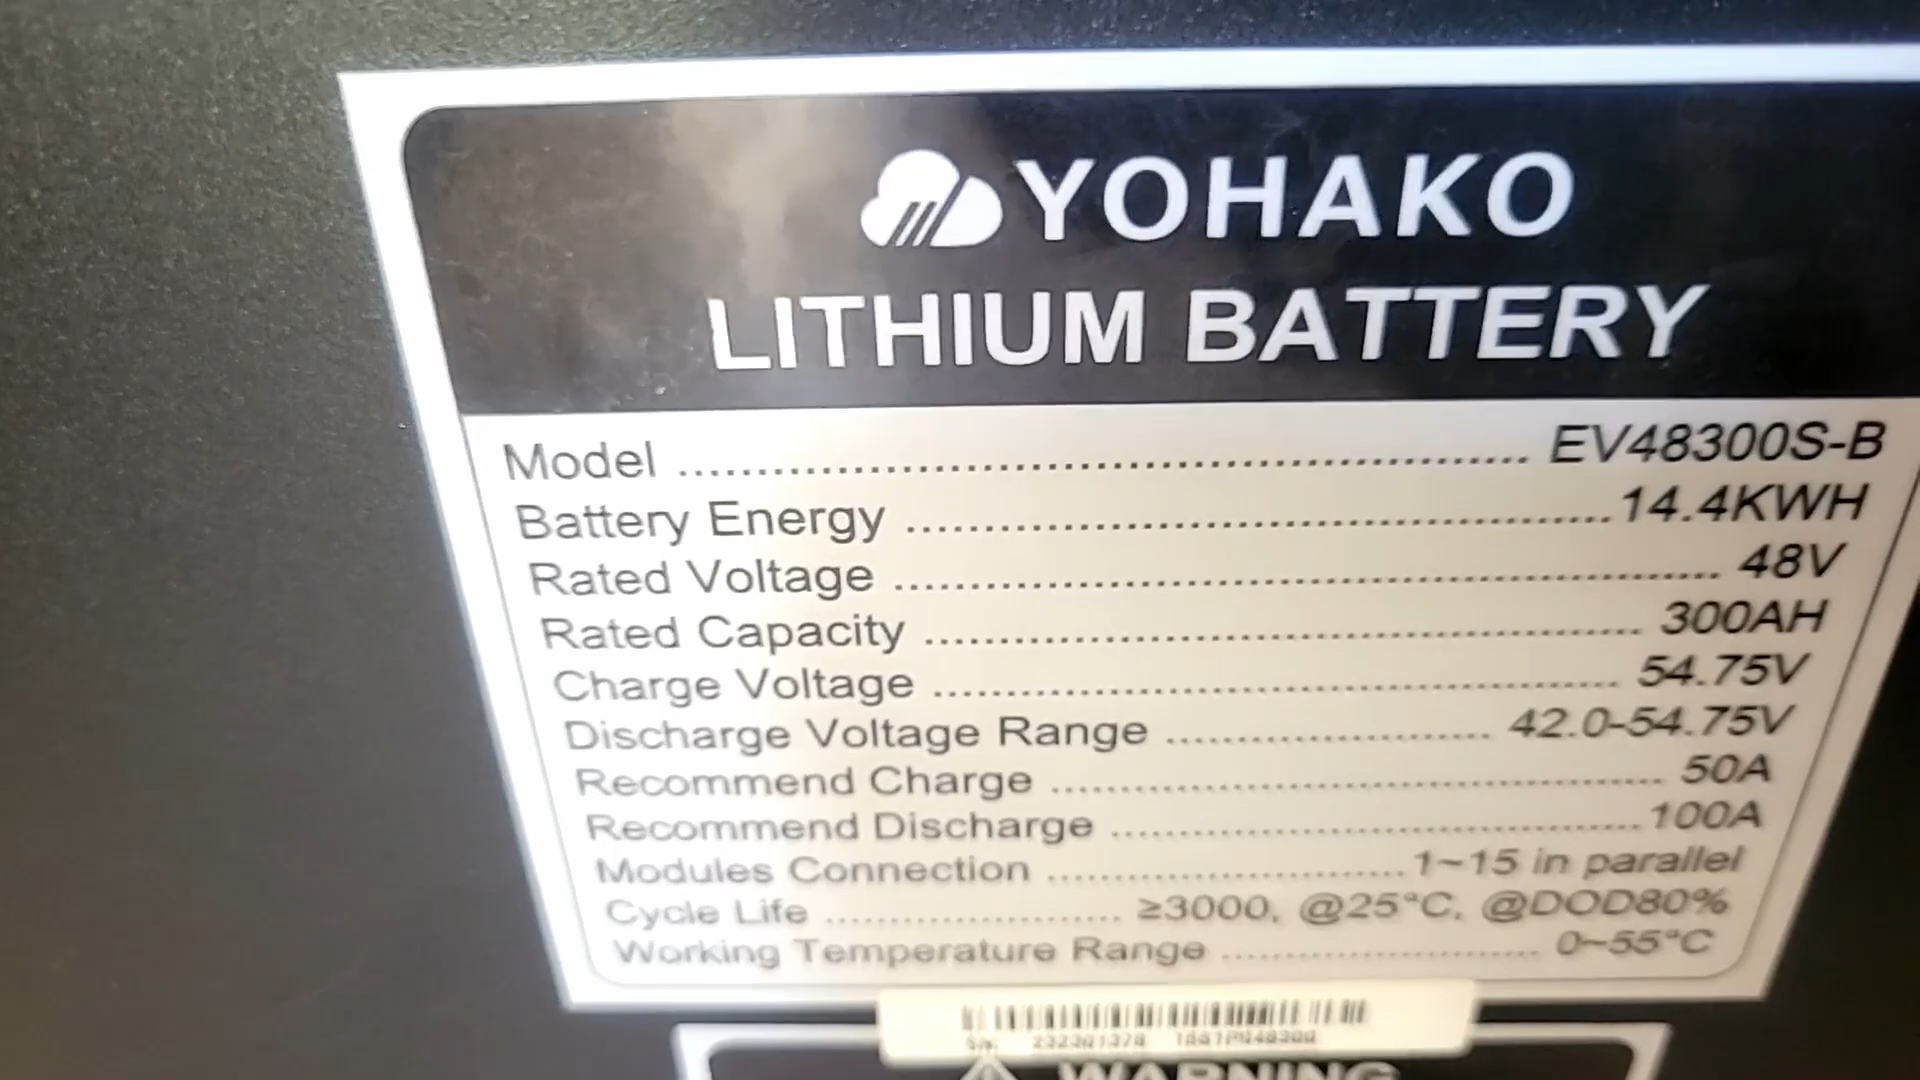 YOHAKO
LITHIUM BATTERY
Model ........ EV48300S-B
Battery Energy ........ 14.4KWH
Rated Voltage ........ 48V
Rated Capacity ........ 300AH
Charge Voltage ........ 54.75V
Discharge Voltage Range ........ 42.0-54.75V
Recommend Charge ........ 50A
Recommend Discharge ........ 100A
Modules Connection ........ 1~15 in parallel
Cycle Life ........ ≥3000, @25°C, @DOD80%
Working Temperature Range ........ 0~55°C
WARNING